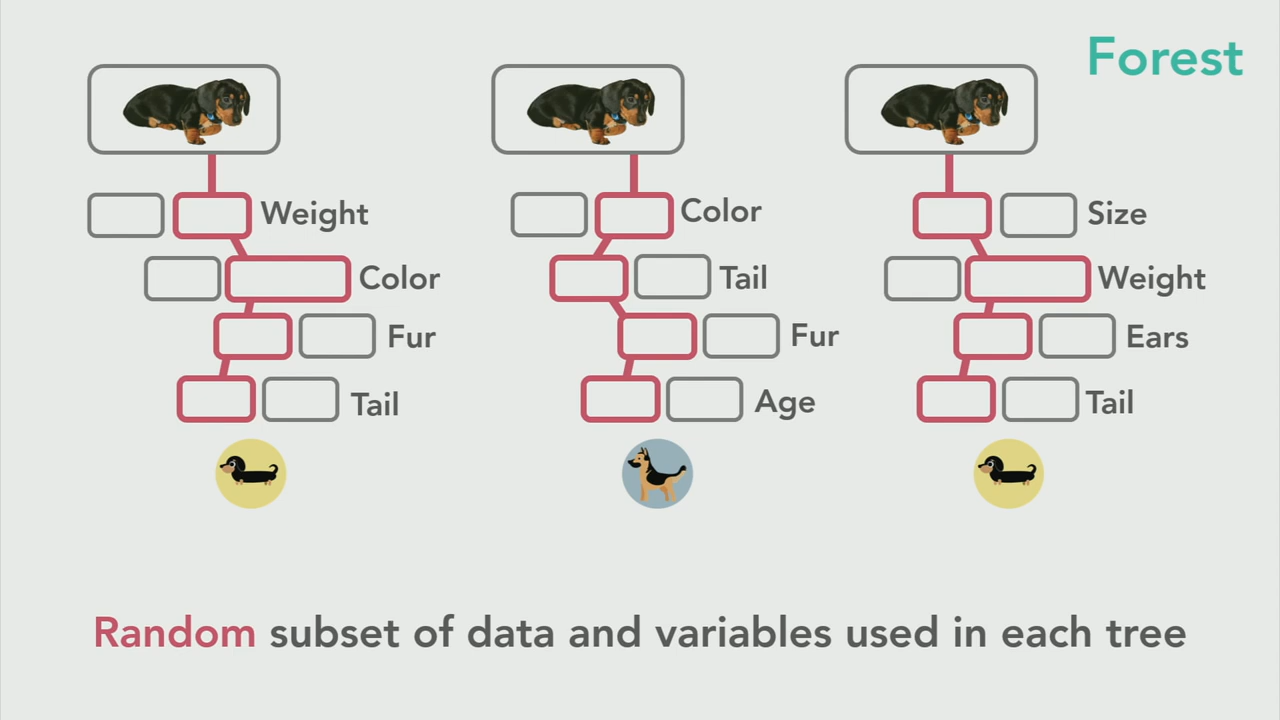 Forest
Weight
Color
Fur
Tail
Color
Tail
Fur
Age
Size
Weight
Ears
Tail
Random subset of data and variables used in each tree